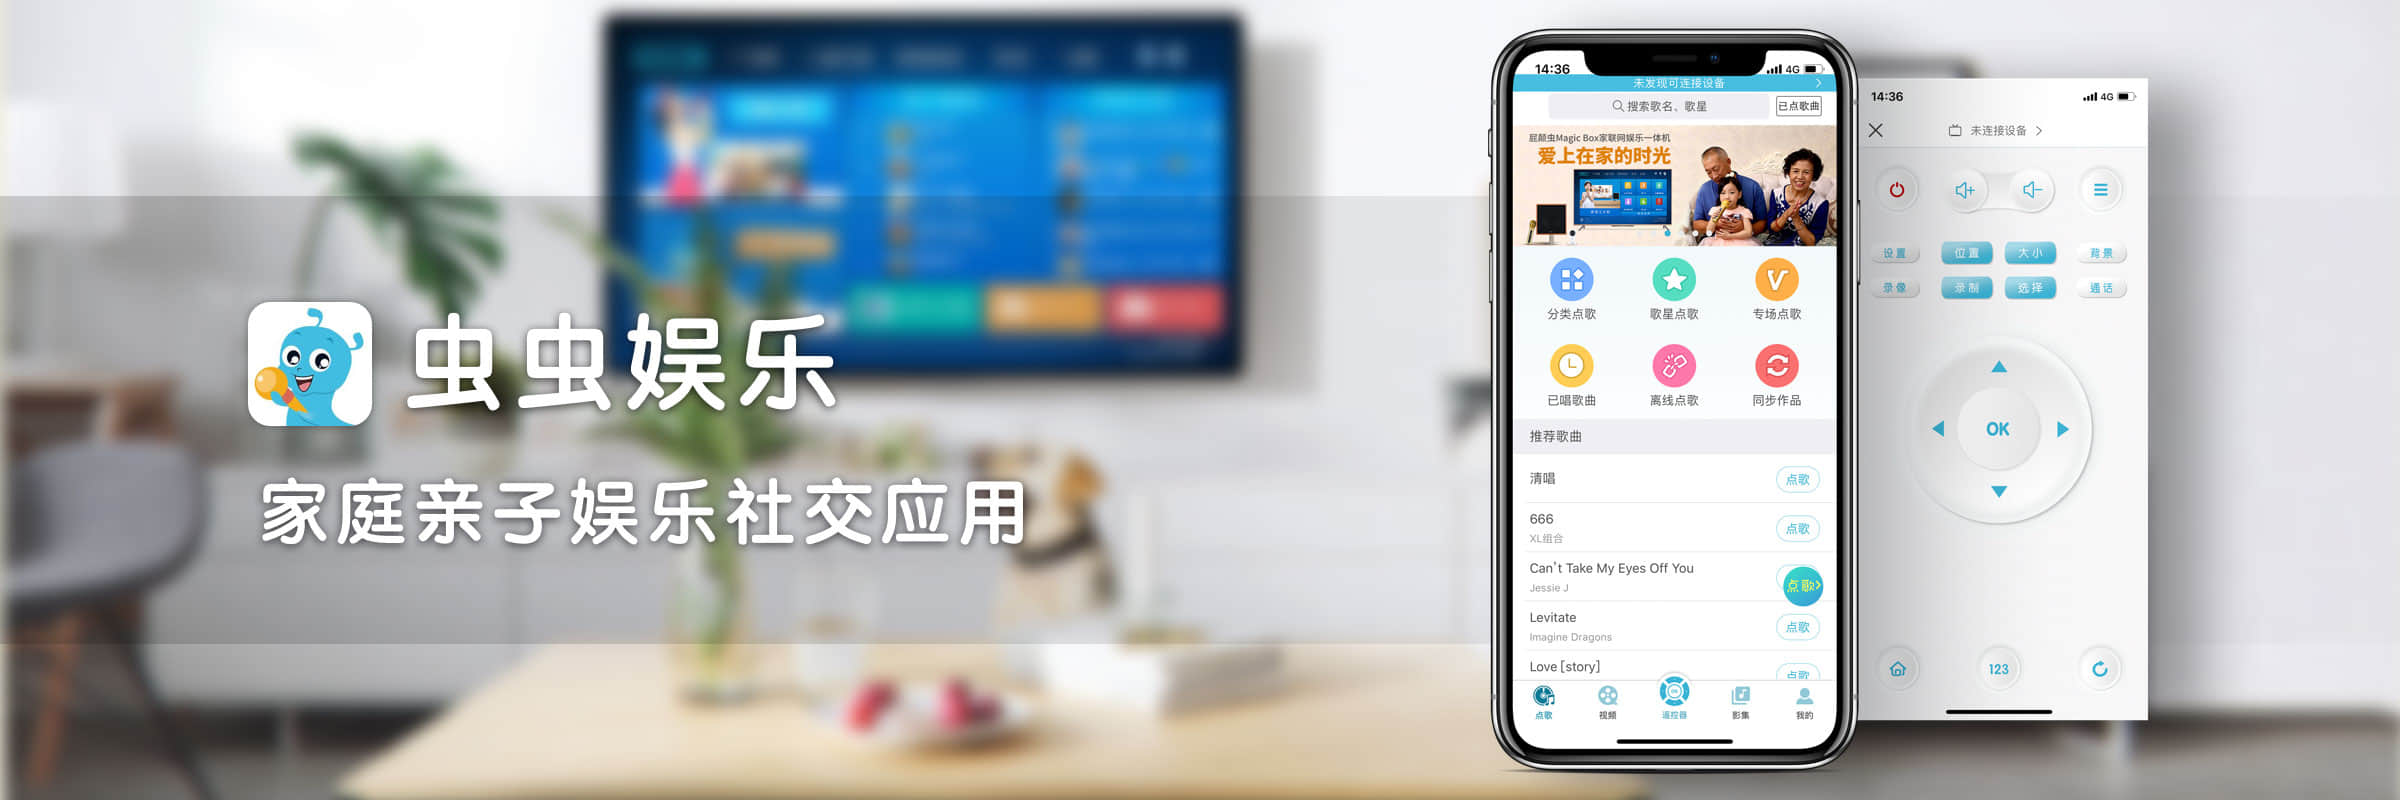 虫虫娱乐
家庭亲子娱乐社交应用
14:36
4G
未发现可连接设备
搜索歌名、歌星
已点歌曲
屁颠虫Magic Box家联网娱乐一体机
爱上在家的时光
分类点歌
歌星点歌
专场点歌
已唱歌曲
离线点歌
同步作品
推荐歌曲
清唱
点歌
666
XL组合
点歌
Can't Take My Eyes Off You
Jessie J
点歌
Levitate
Imagine Dragons
点歌
Love [story]
点歌
点歌
视频
遥控器
影集
我的
14:36
4G
未连接设备
设置
位置
大小
背景
录像
录制
选择
通话
OK
123